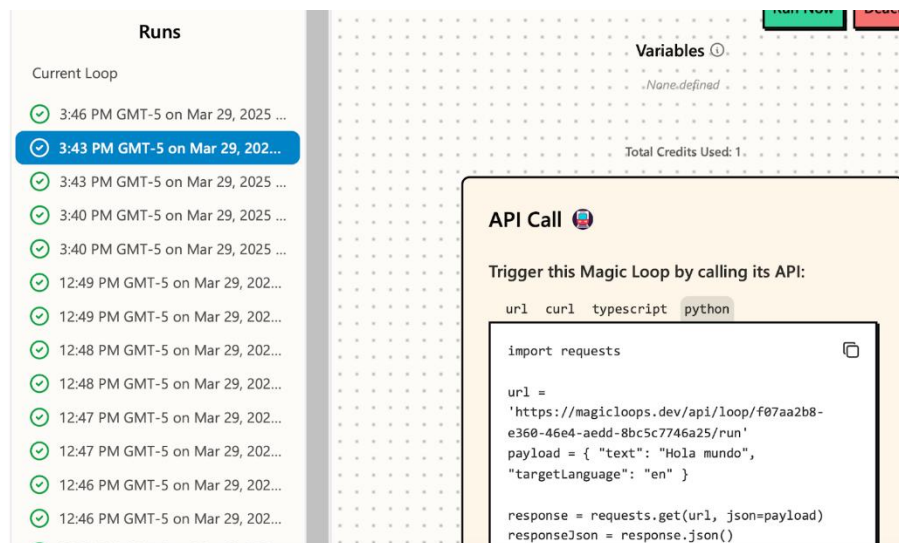 Runs
Current Loop
3:46 PM GMT-5 on Mar 29, 2025 ...
3:43 PM GMT-5 on Mar 29, 202...
3:43 PM GMT-5 on Mar 29, 2025 ...
3:40 PM GMT-5 on Mar 29, 2025 ...
3:40 PM GMT-5 on Mar 29, 2025 ...
12:49 PM GMT-5 on Mar 29, 202...
12:49 PM GMT-5 on Mar 29, 202...
12:48 PM GMT-5 on Mar 29, 202...
12:48 PM GMT-5 on Mar 29, 202...
12:47 PM GMT-5 on Mar 29, 202...
12:47 PM GMT-5 on Mar 29, 202...
12:46 PM GMT-5 on Mar 29, 202...
12:46 PM GMT-5 on Mar 29, 202...
Run Now
Variables
None defined
Total Credits Used: 1
API Call
Trigger this Magic Loop by calling its API:
url curl typescript python
import requests
url =
'https://magicloops.dev/api/loop/f07aa2b8-
e360-46e4-aedd-8bc5c7746a25/run'
payload = { "text": "Hola mundo",
"targetLanguage": "en" }
response = requests.get(url, json=payload)
responseJson = response.json()